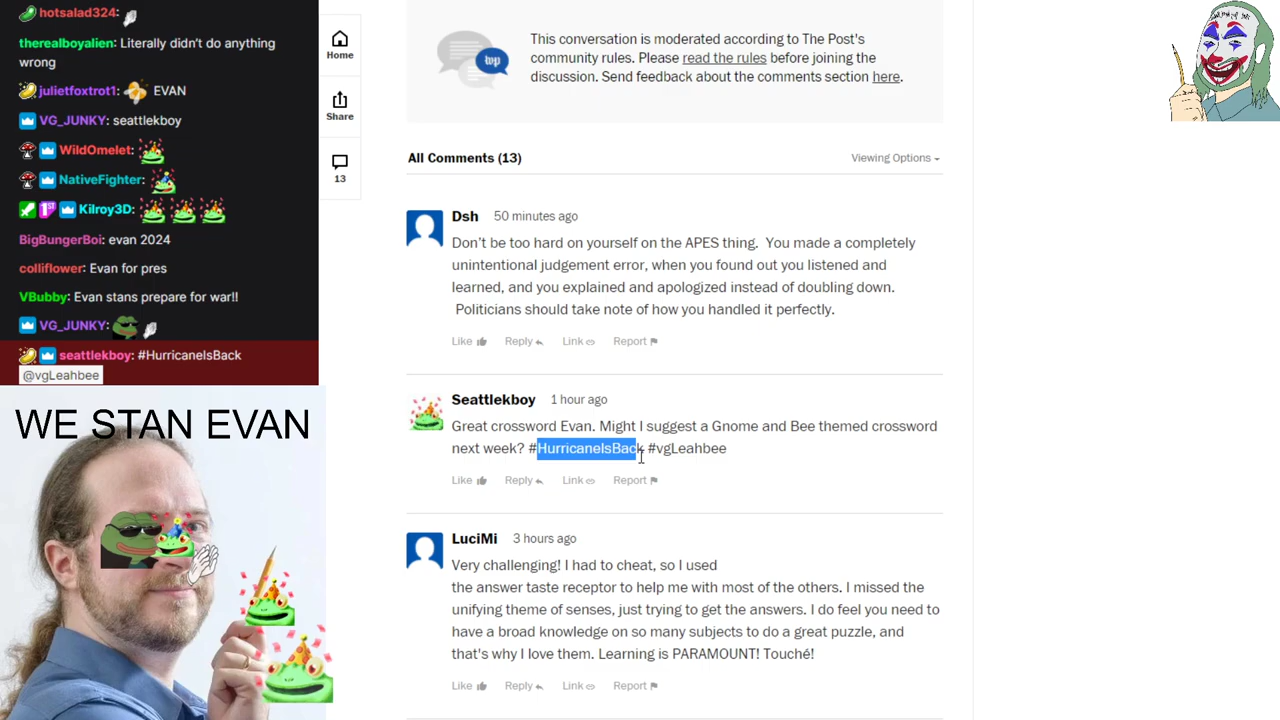 hotsalad324:
therealboyalien: Literally didn't do anything
wrong
julietfoxtrot1: EVAN
VG_JUNKY: seattlekboy
WildOmelet:
NativeFighter:
Kilroy3D:
BigBungerBoi: evan 2024
colliflower: Evan for pres
VBubby: Evan stans prepare for war!!
VG_JUNKY:
seattlekboy: #HurricaneIsBack
@vgLeahbee
WE STAN EVAN
Home
Share
13
wp
This conversation is moderated according to The Post's
community rules. Please read the rules before joining the
discussion. Send feedback about the comments section here.
All Comments (13)
Viewing Options
Dsh 50 minutes ago
Don't be too hard on yourself on the APES thing. You made a completely
unintentional judgement error, when you found out you listened and
learned, and you explained and apologized instead of doubling down.
Politicians should take note of how you handled it perfectly.
Like Reply Link Report
Seattlekboy 1 hour ago
Great crossword Evan. Might I suggest a Gnome and Bee themed crossword
next week? #HurricaneIsBack #vgLeahbee
Like Reply Link Report
LuciMi 3 hours ago
Very challenging! I had to cheat, so I used
the answer taste receptor to help me with most of the others. I missed the
unifying theme of senses, just trying to get the answers. I do feel you need to
have a broad knowledge on so many subjects to do a great puzzle, and
that's why I love them. Learning is PARAMOUNT! Touché!
Like Reply Link Report